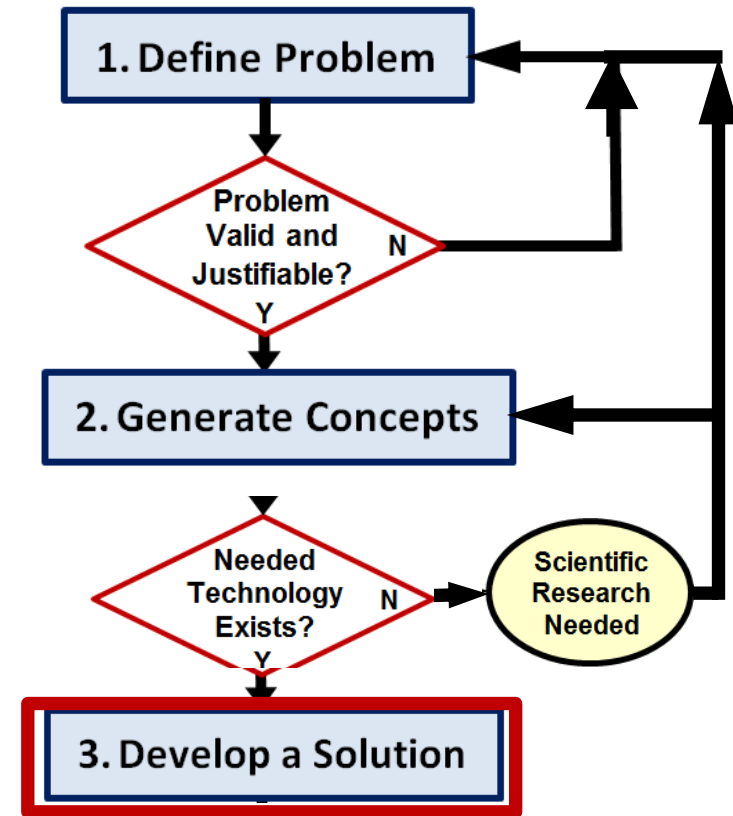 1. Define Problem
Problem
Valid and
Justifiable?
N
Y
2. Generate Concepts
Needed
Technology
Exists?
N
Y
Scientific
Research
Needed
3. Develop a Solution